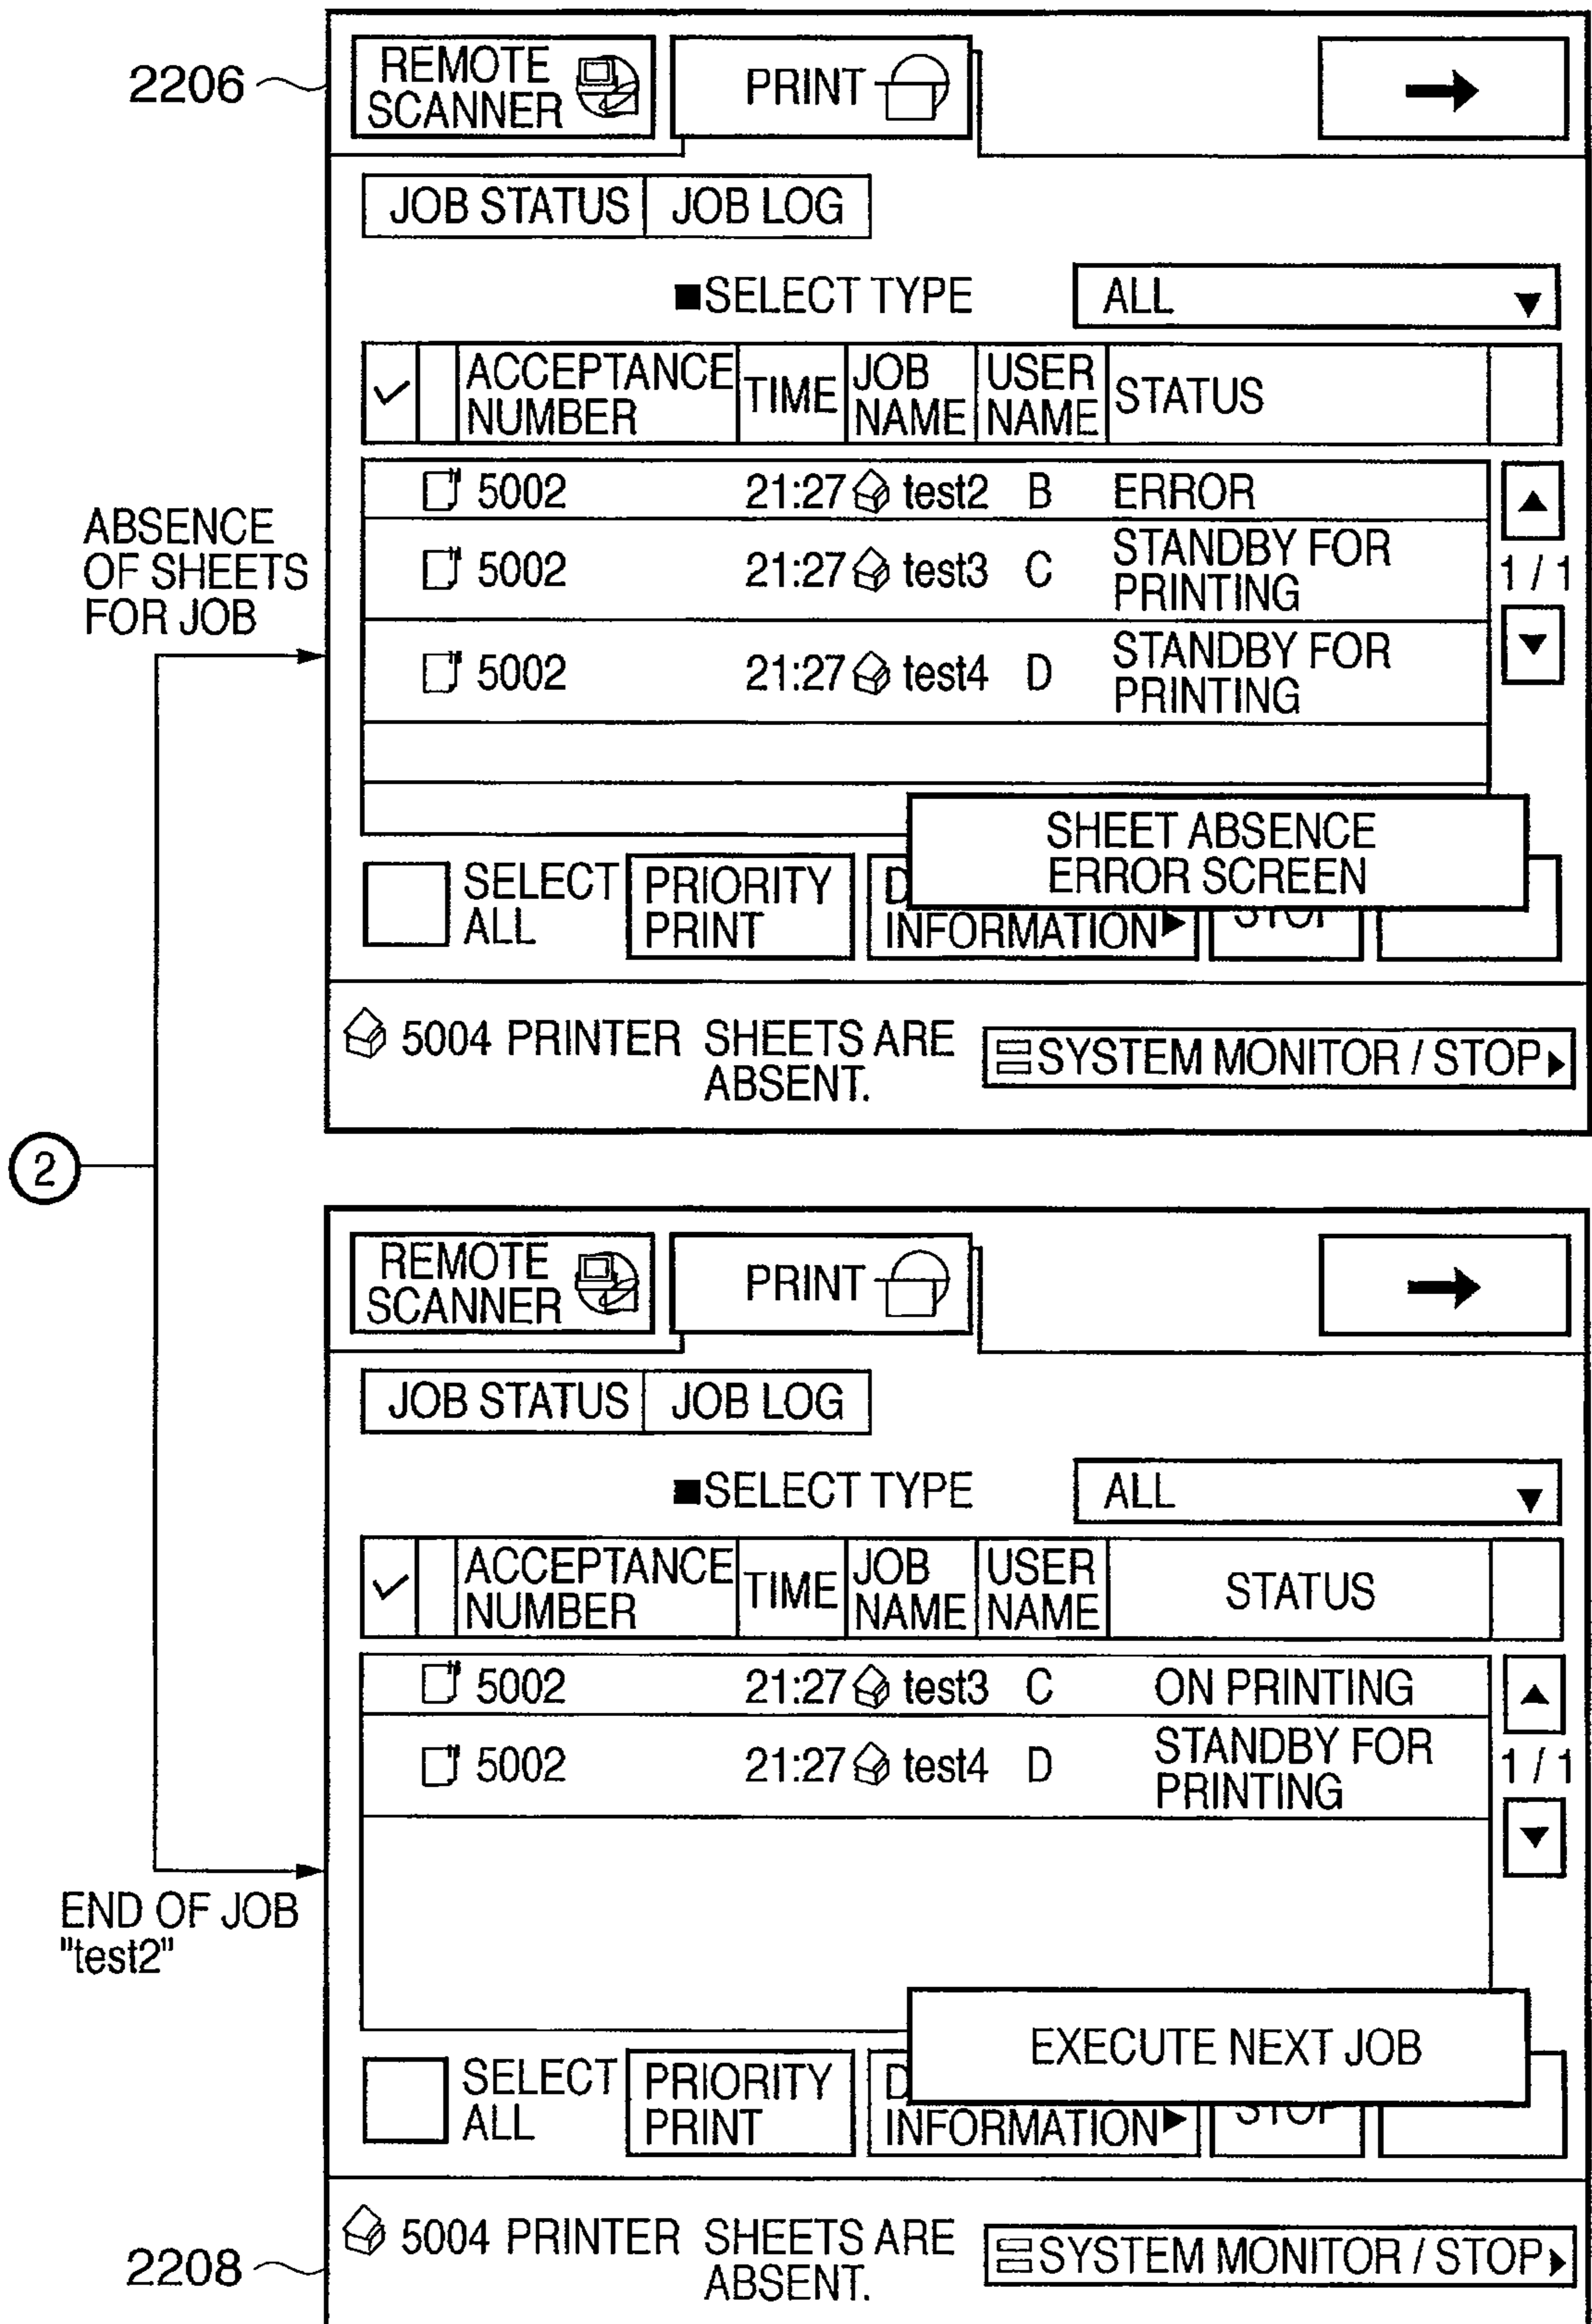 2206
REMOTE
SCANNER
PRINT
JOB STATUS
JOB LOG
■SELECT TYPE
ALL
ACCEPTANCE
NUMBER
TIME
JOB
NAME
USER
NAME
STATUS
5002 21:27 test2 B ERROR
5002 21:27 test3 C STANDBY FOR
PRINTING
5002 21:27 test4 D STANDBY FOR
PRINTING
1 / 1
ABSENCE
OF SHEETS
FOR JOB
SHEET ABSENCE
ERROR SCREEN
SELECT
ALL
PRIORITY
PRINT
D
INFORMATION
STOP
5004 PRINTER SHEETS ARE
ABSENT.
SYSTEM MONITOR / STOP
2
REMOTE
SCANNER
PRINT
JOB STATUS
JOB LOG
■SELECT TYPE
ALL
ACCEPTANCE
NUMBER
TIME
JOB
NAME
USER
NAME
STATUS
5002 21:27 test3 C ON PRINTING
5002 21:27 test4 D STANDBY FOR
PRINTING
1 / 1
END OF JOB
"test2"
EXECUTE NEXT JOB
SELECT
ALL
PRIORITY
PRINT
D
INFORMATION
STOP
5004 PRINTER SHEETS ARE
ABSENT.
SYSTEM MONITOR / STOP
2208